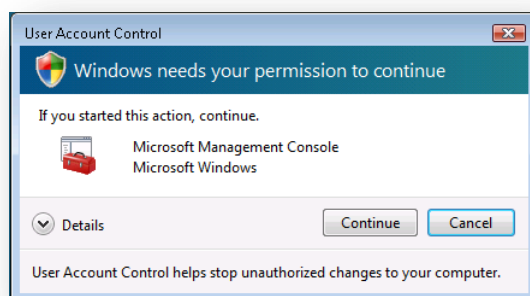 User Account Control
Windows needs your permission to continue
If you started this action, continue.
Microsoft Management Console
Microsoft Windows
Details
Continue
Cancel
User Account Control helps stop unauthorized changes to your computer.